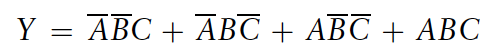 Y = A̅B̅C + A̅BC̅ + AB̅C̅ + ABC